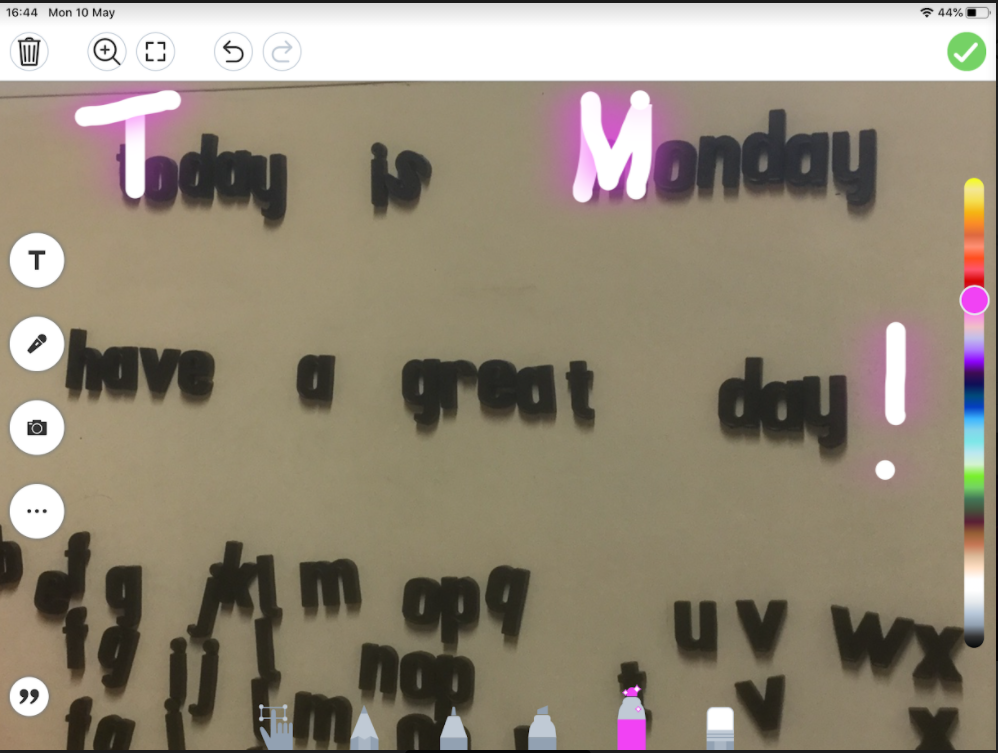 16:44 Mon 10 May 44%
Today is Monday
T
have a great day!
b d f g j k l m o p q u v w x
f g i j l n o p t v
f g i l m o x